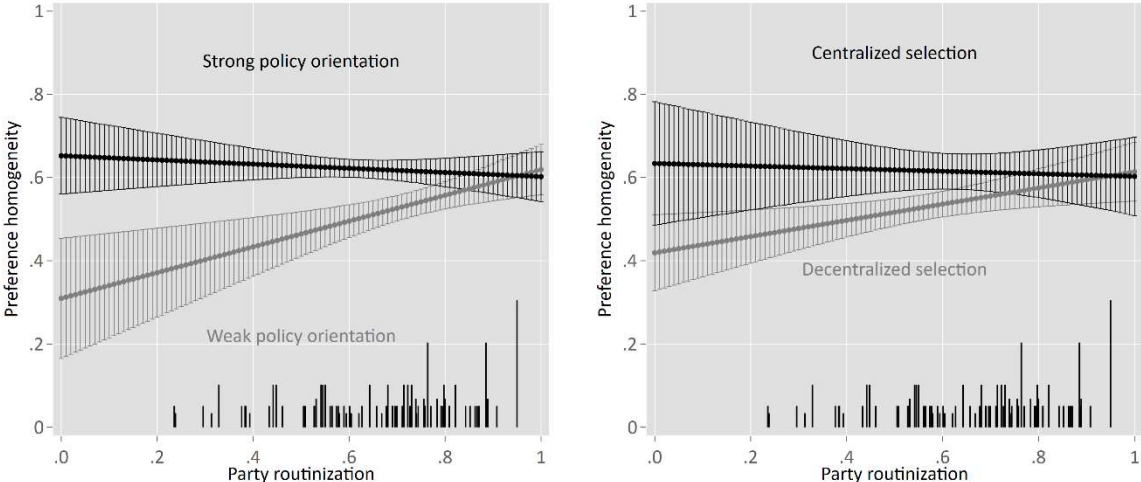 1
Strong policy orientation
.8
Preference homogeneity
.6
.4
Weak policy orientation
.2
0
.0 .2 .4 .6 .8 1
Party routinization
1
Centralized selection
.8
Preference homogeneity
.6
.4
Decentralized selection
.2
0
.0 .2 .4 .6 .8 1
Party routinization